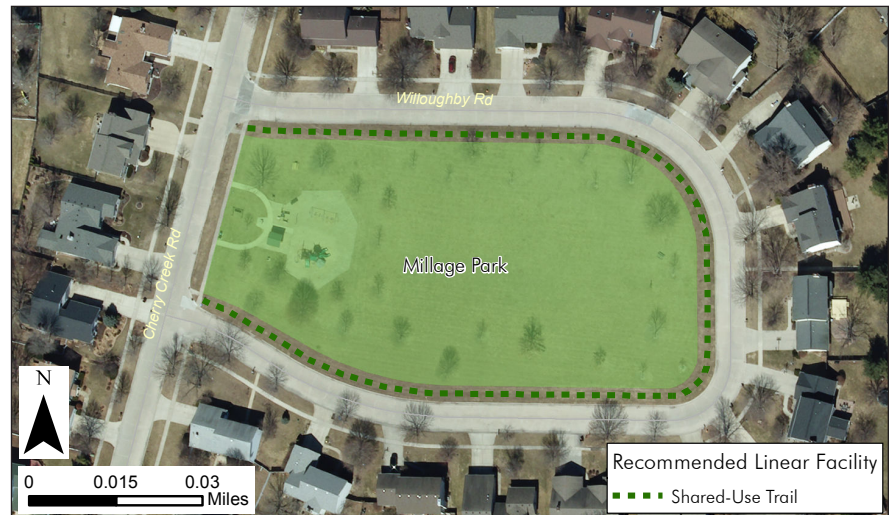 Willoughby Rd
Millage Park
Cherry Creek Rd
N
0 0.015 0.03
Miles
Recommended Linear Facility
Shared-Use Trail